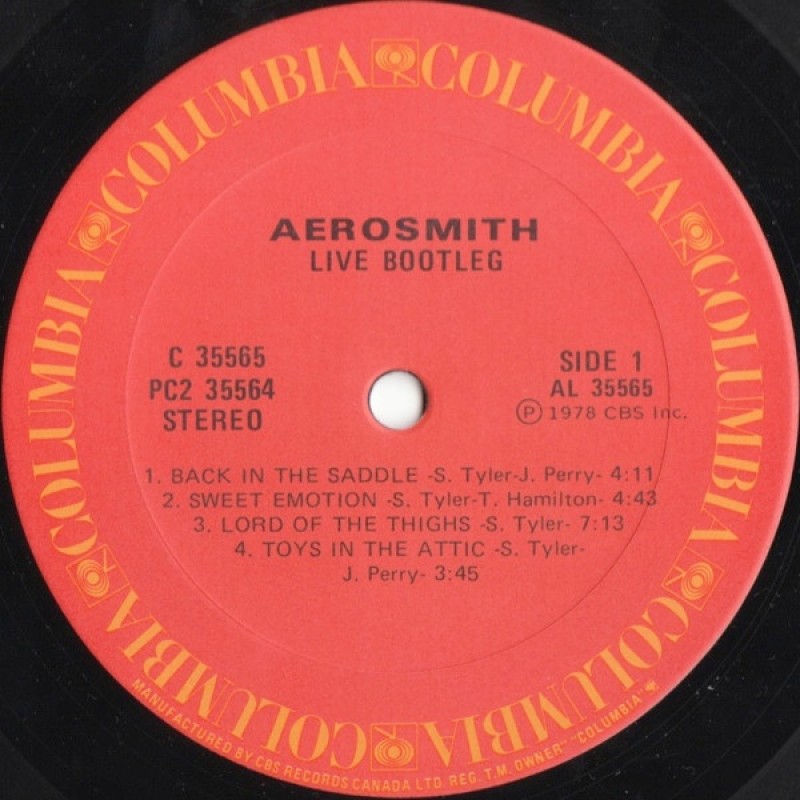 COLUMBIA COLUMBIA COLUMBIA COLUMBIA COLUMBIA COLUMBIA
AEROSMITH
LIVE BOOTLEG
C 35565
PC2 35564
STEREO
SIDE 1
AL 35565
Ⓟ 1978 CBS Inc.
1. BACK IN THE SADDLE -S. Tyler-J. Perry- 4:11
2. SWEET EMOTION -S. Tyler-T. Hamilton- 4:43
3. LORD OF THE THIGHS -S. Tyler- 7:13
4. TOYS IN THE ATTIC -S. Tyler-
J. Perry- 3:45
MANUFACTURED BY CBS RECORDS CANADA LTD. REG. T.M. OWNER "COLUMBIA"